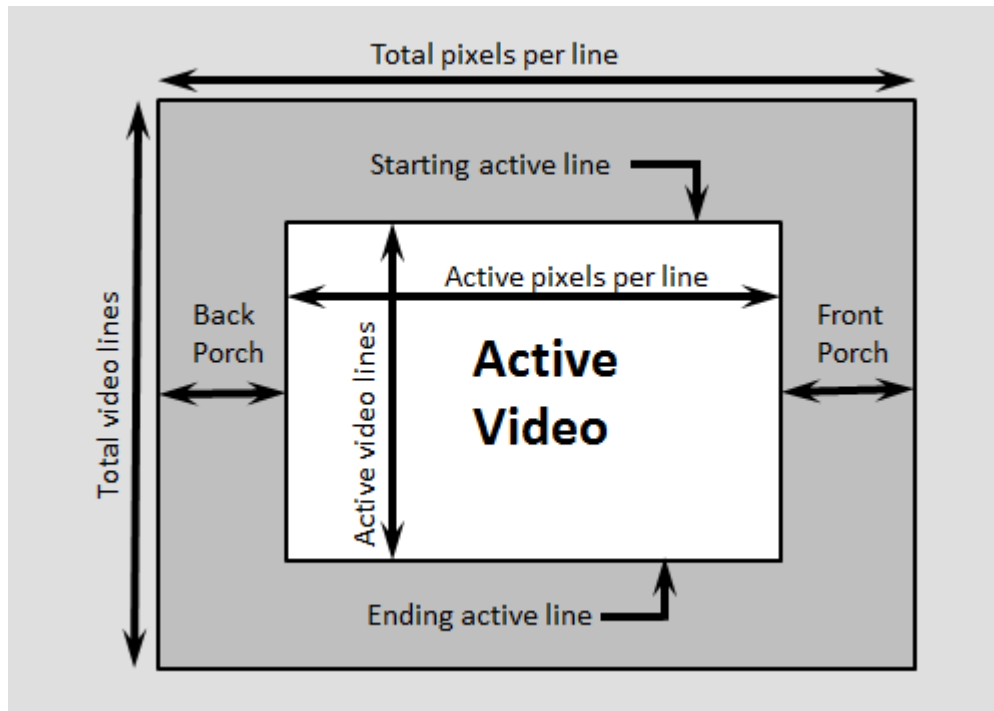 Total pixels per line
Starting active line
Active pixels per line
Back
Porch
Front
Porch
Total video lines
Active video lines
Active
Video
Ending active line